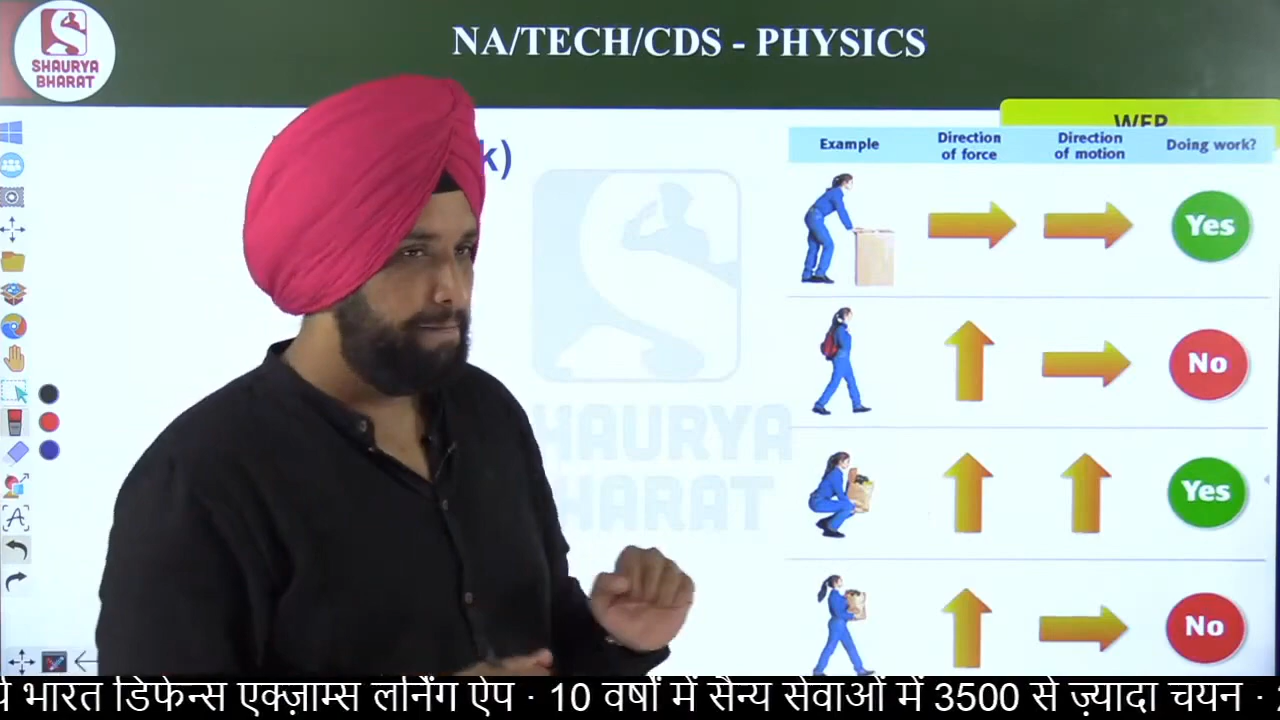 NA/TECH/CDS - PHYSICS
SHAURYA
BHARAT
WEP
k)
Example
Direction
of force
Direction
of motion
Doing work?
Yes
No
Yes
No
SHAURYA
BHARAT
भारत डिफेन्स एक्ज़ाम्स लर्निंग ऐप · 10 वर्षों में सैन्य सेवाओं में 3500 से ज़्यादा चयन ·